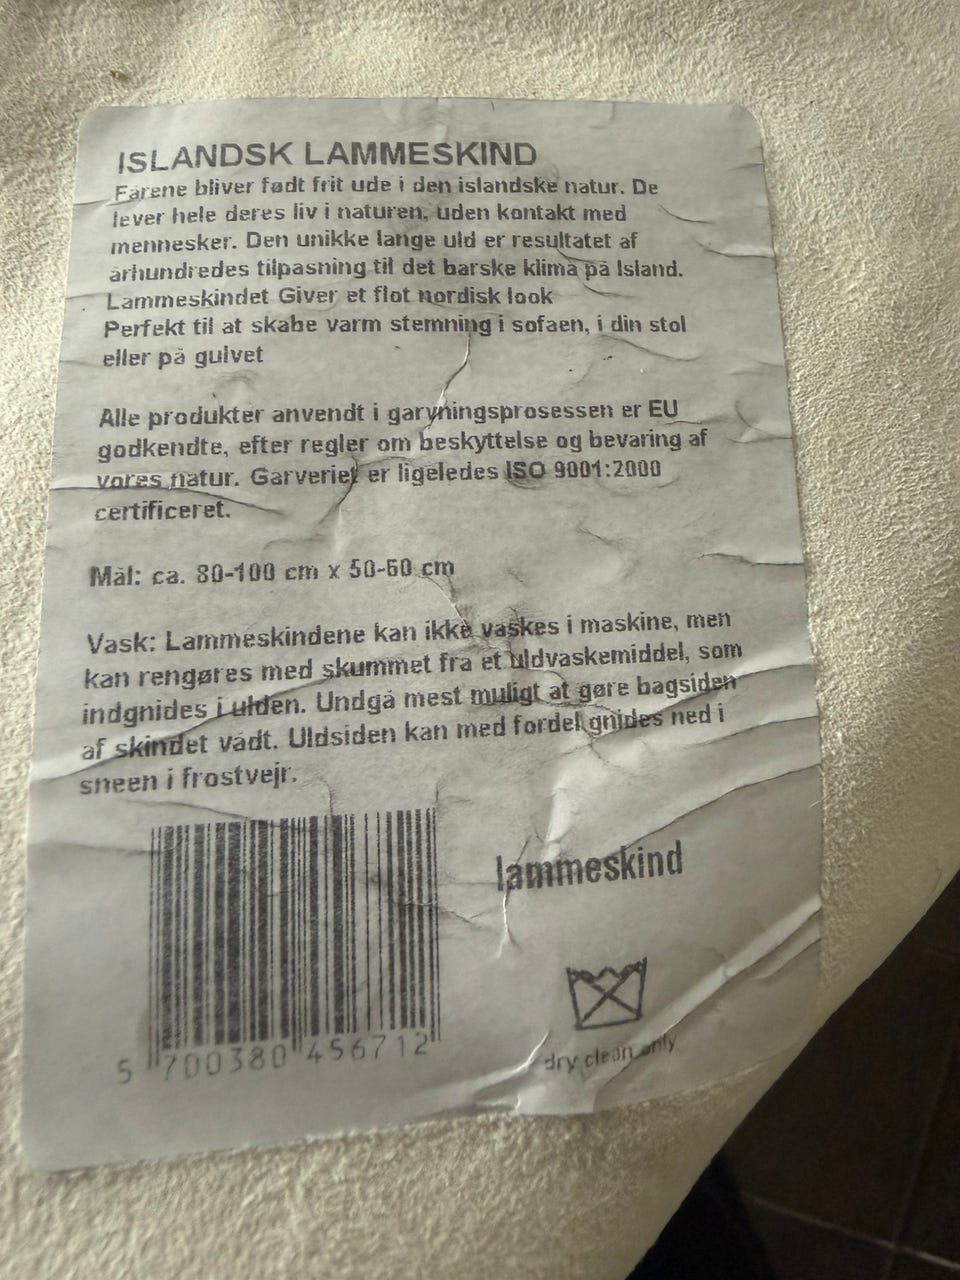 ISLANDSK LAMMESKIND
Fårene bliver født frit ude i den islandske natur. De
lever hele deres liv i naturen, uden kontakt med
mennesker. Den unikke lange uld er resultatet af
århundredes tilpasning til det barske klima på Island.
Lammeskindet Giver et flot nordisk look
Perfekt til at skabe varm stemning i sofaen, i din stol
eller på gulvet
Alle produkter anvendt i garvningsprosessen er EU
godkendte, efter regler om beskyttelse og bevaring af
vores natur. Garveriet er ligeledes ISO 9001:2000
certificeret.
Mål: ca. 80-100 cm x 50-60 cm
Vask: Lammeskindene kan ikke vaskes i maskine, men
kan rengøres med skummet fra et uldvaskemiddel, som
indgnides i ulden. Undgå mest muligt at gøre bagsiden
af skindet vådt. Uldsiden kan med fordel gnides ned i
sneen i frostvejr.
lammeskind
dry clean only
5 700380 456712